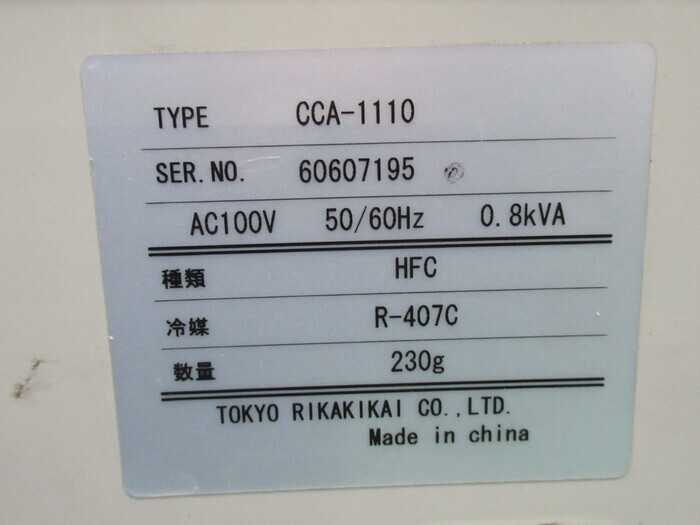 TYPE CCA-1110
SER. NO. 60607195
AC100V 50/60Hz 0.8kVA
種類 HFC
冷媒 R-407C
数量 230g
TOKYO RIKAKIKAI CO.,LTD.
Made in china